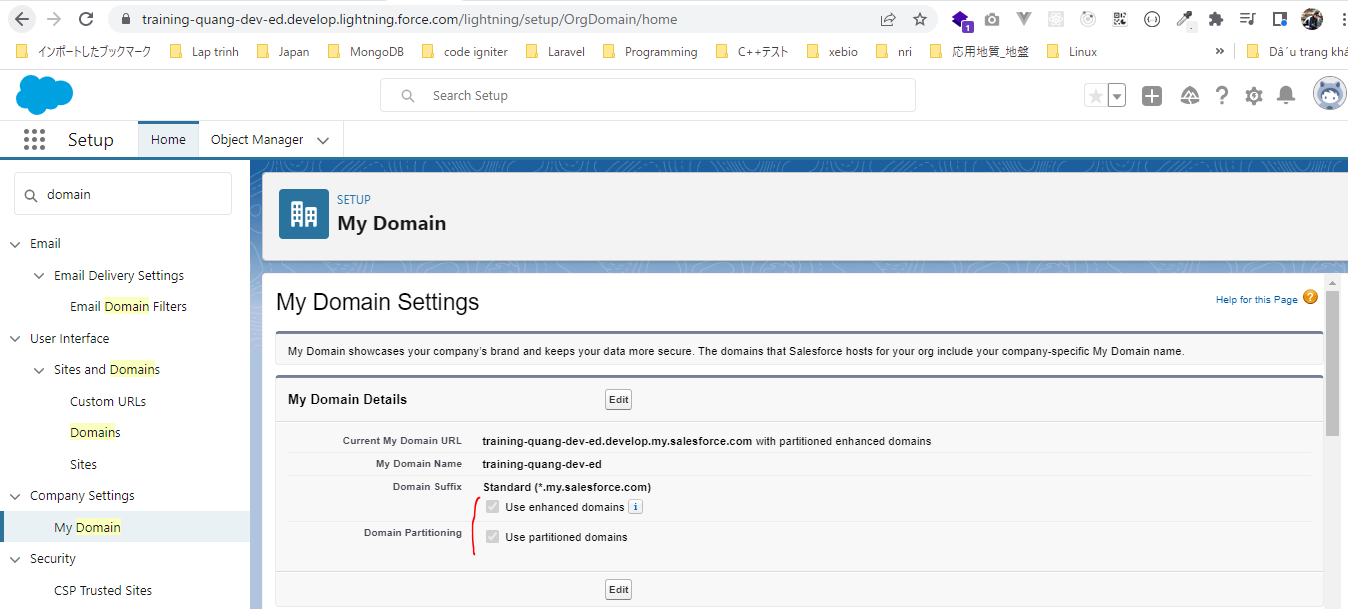 training-quang-dev-ed.develop.lightning.force.com/lightning/setup/OrgDomain/home
1
インポートしたブックマーク Lap trinh Japan MongoDB code igniter Laravel Programming C++テスト xebio nri 応用地質_地盤 Linux » Dâ´u trang khá
Search Setup
Setup Home Object Manager
domain
SETUP
My Domain
Email
Email Delivery Settings
Email Domain Filters
User Interface
Sites and Domains
Custom URLs
Domains
Sites
Company Settings
My Domain
Security
CSP Trusted Sites
My Domain Settings
Help for this Page ?
My Domain showcases your company's brand and keeps your data more secure. The domains that Salesforce hosts for your org include your company-specific My Domain name.
My Domain Details Edit
Current My Domain URL training-quang-dev-ed.develop.my.salesforce.com with partitioned enhanced domains
My Domain Name training-quang-dev-ed
Domain Suffix Standard (*.my.salesforce.com)
Use enhanced domains i
Domain Partitioning Use partitioned domains
Edit